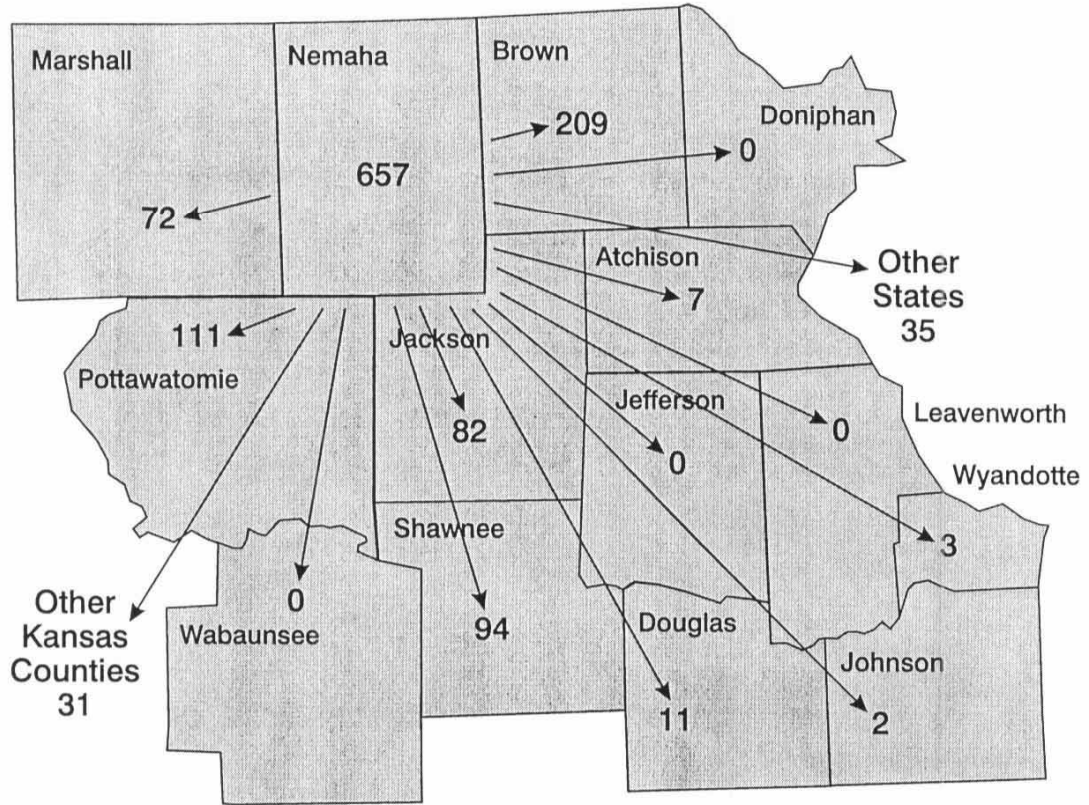 Marshall
Nemaha
Brown
Doniphan
209
0
657
72
Atchison
7
Other
States
35
111
Jackson
Pottawatomie
Jefferson
82
0
0
Leavenworth
Wyandotte
Shawnee
3
Other
Kansas
Counties
31
0
Wabaunsee
94
Douglas
Johnson
11
2